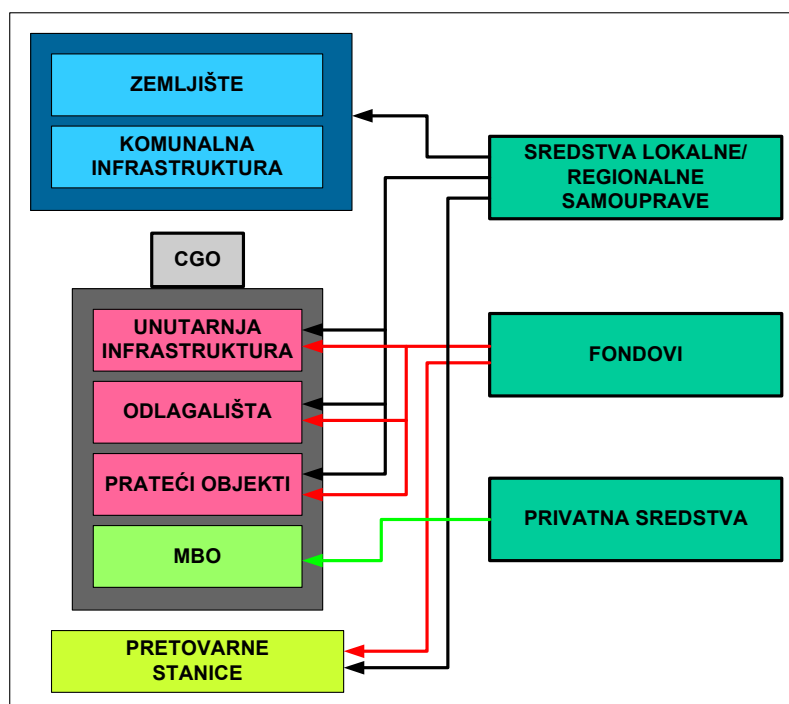 ZEMLJIŠTE
KOMUNALNA
INFRASTRUKTURA
SREDSTVA LOKALNE/
REGIONALNE
SAMOUPRAVE
CGO
UNUTARNJA
INFRASTRUKTURA
ODLAGALIŠTA
PRATEĆI OBJEKTI
MBO
FONDOVI
PRIVATNA SREDSTVA
PRETOVARNE
STANICE